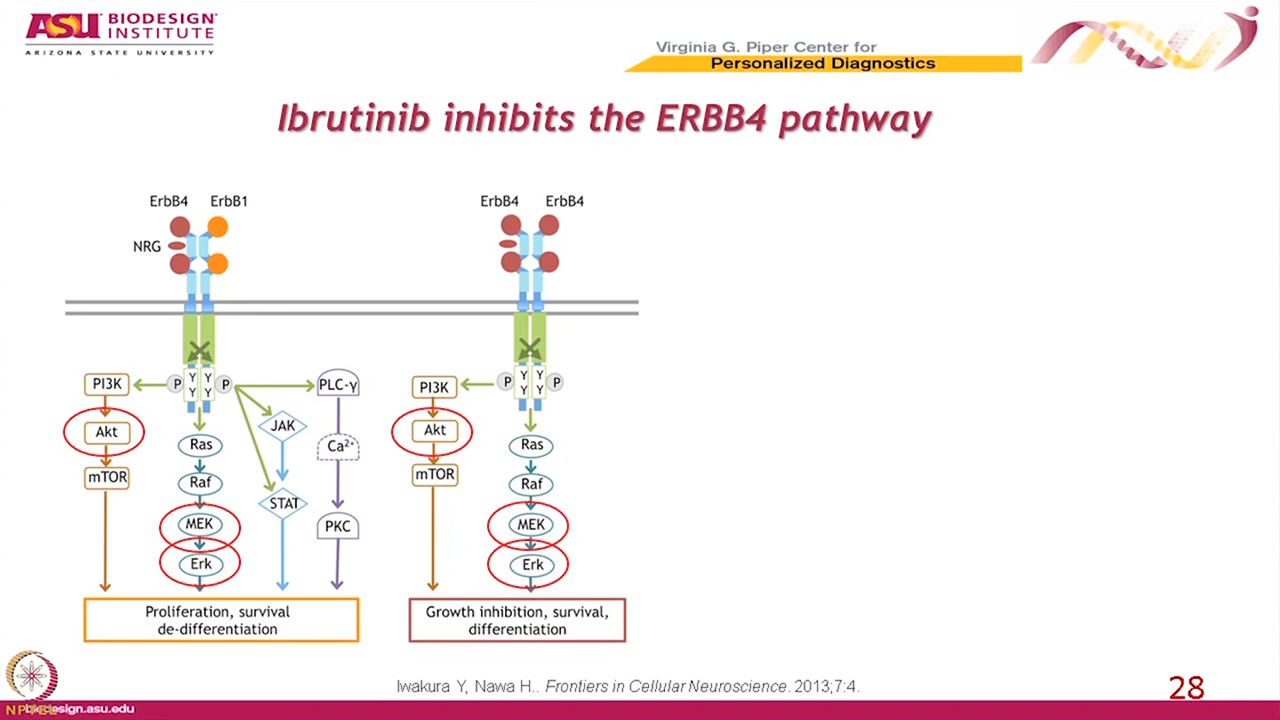 ASU BIODESIGN
INSTITUTE
ARIZONA STATE UNIVERSITY
Virginia G. Piper Center for
Personalized Diagnostics
Ibrutinib inhibits the ERBB4 pathway
ErbB4 ErbB1
NRG
P Y Y P
Y Y
PI3K
Akt
mTOR
Ras
Raf
MEK
Erk
JAK
STAT
PLC-γ
Ca2+
PKC
Proliferation, survival
de-differentiation
ErbB4 ErbB4
P Y Y P
Y Y
PI3K
Akt
mTOR
Ras
Raf
MEK
Erk
Growth inhibition, survival,
differentiation
Iwakura Y, Nawa H.. Frontiers in Cellular Neuroscience. 2013;7:4.
28
NPTEL
biodesign.asu.edu